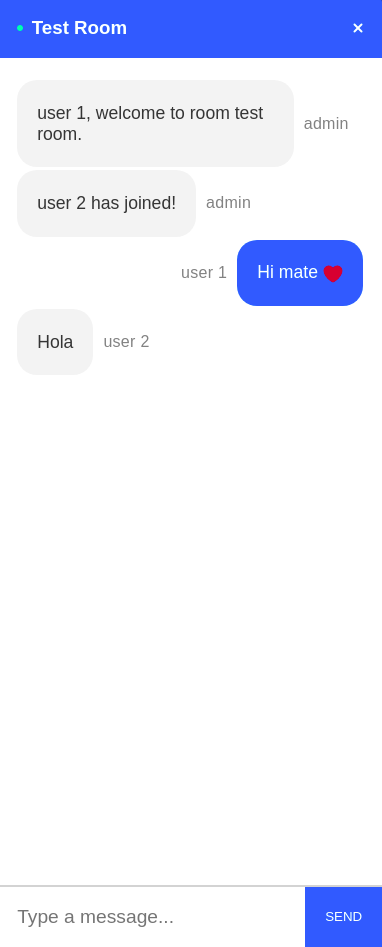 Test Room ×
user 1, welcome to room test
room.
admin
user 2 has joined! admin
user 1 Hi mate ❤️
Hola user 2
Type a message... SEND